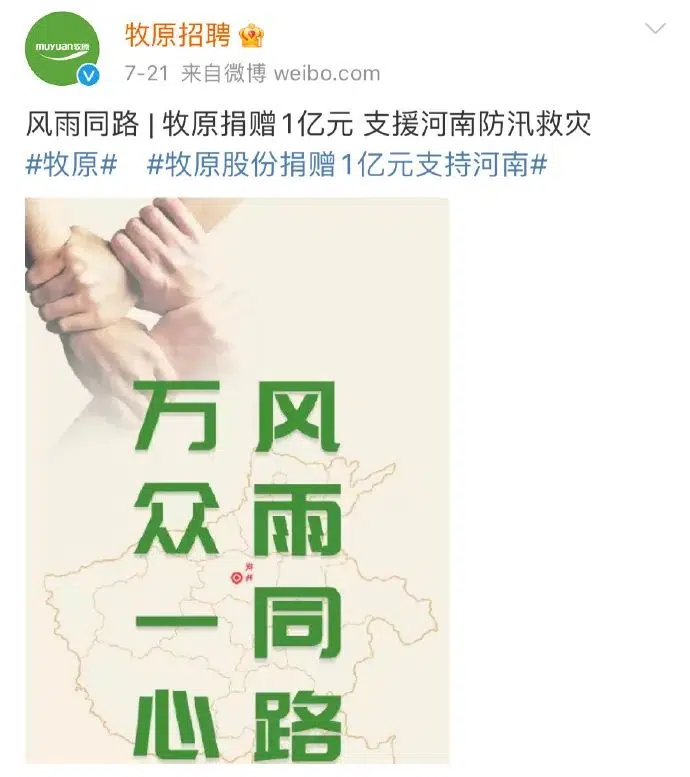 muyuan牧原
牧原招聘
7-21 来自微博 weibo.com
风雨同路 | 牧原捐赠1亿元 支援河南防汛救灾
#牧原# #牧原股份捐赠1亿元支持河南#
风雨同路
万众一心
郑州